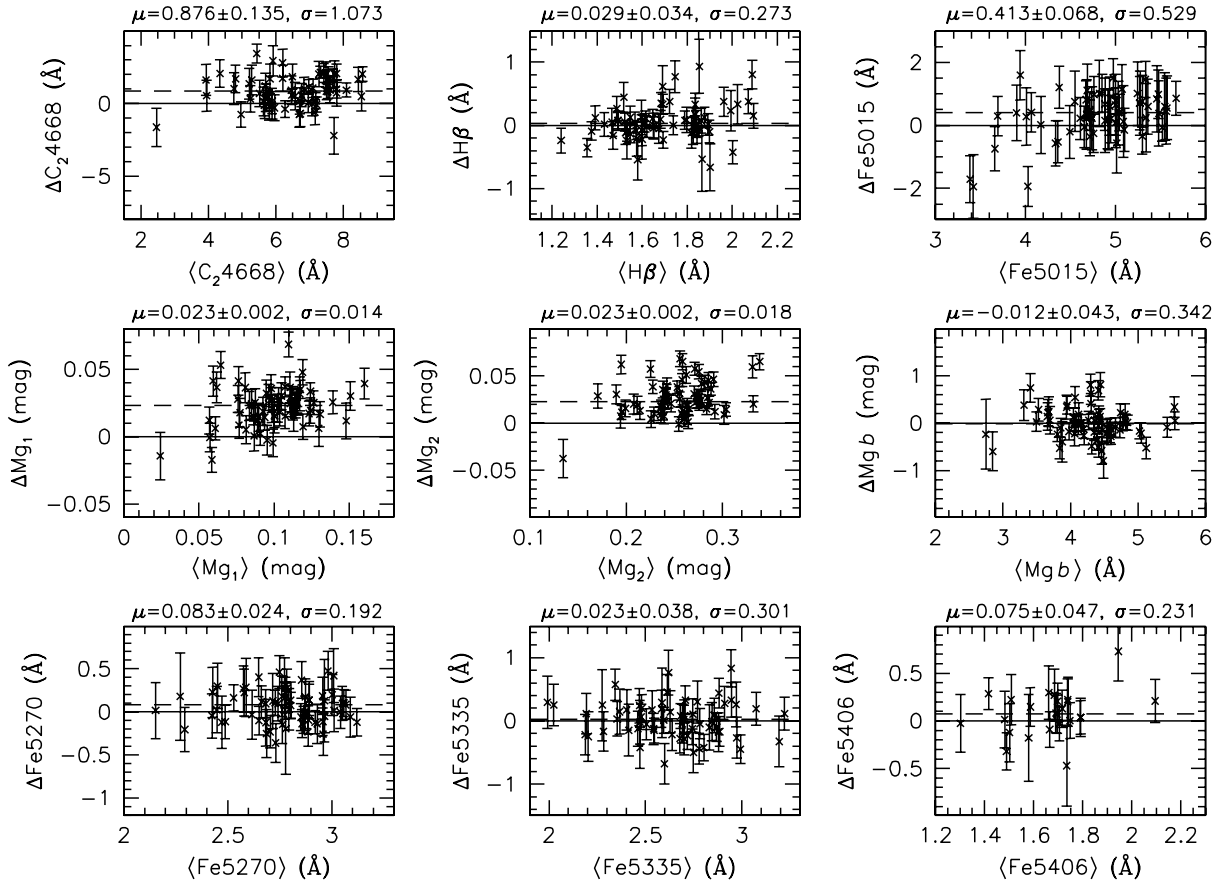 μ=0.876±0.135, σ=1.073
ΔC₂4668 (Å)
0
−5
2 4 6 8
⟨C₂4668⟩ (Å)
μ=0.029±0.034, σ=0.273
ΔHβ (Å)
1
0
−1
1.2 1.4 1.6 1.8 2 2.2
⟨Hβ⟩ (Å)
μ=0.413±0.068, σ=0.529
ΔFe5015 (Å)
2
0
−2
3 4 5 6
⟨Fe5015⟩ (Å)
μ=0.023±0.002, σ=0.014
ΔMg₁ (mag)
0.05
0
−0.05
0 0.05 0.1 0.15
⟨Mg₁⟩ (mag)
μ=0.023±0.002, σ=0.018
ΔMg₂ (mag)
0.05
0
−0.05
0.1 0.2 0.3
⟨Mg₂⟩ (mag)
μ=−0.012±0.043, σ=0.342
ΔMgb (mag)
1
0
−1
2 3 4 5 6
⟨Mgb⟩ (Å)
μ=0.083±0.024, σ=0.192
ΔFe5270 (Å)
0.5
0
−0.5
−1
2 2.5 3
⟨Fe5270⟩ (Å)
μ=0.023±0.038, σ=0.301
ΔFe5335 (Å)
1
0
−1
2 2.5 3
⟨Fe5335⟩ (Å)
μ=0.075±0.047, σ=0.231
ΔFe5406 (Å)
0.5
0
−0.5
1.2 1.4 1.6 1.8 2 2.2
⟨Fe5406⟩ (Å)